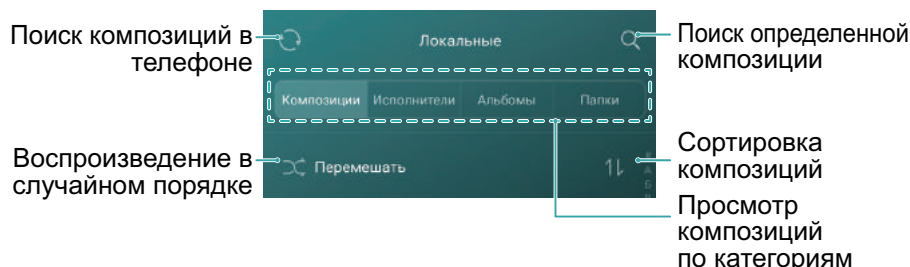 Поиск композиций в
телефоне
Локальные
Поиск определенной
композиции
Композиции Исполнители Альбомы Папки
Воспроизведение в
случайном порядке
Перемешать
А
Б
Сортировка
композиций
Просмотр
композиций
по категориям